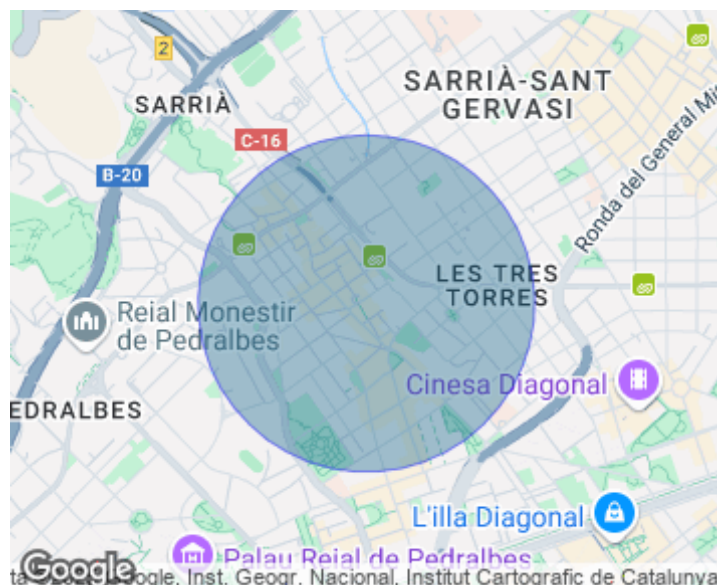 2
SARRIÀ
SARRIÀ-SANT
GERVASI
C-16
B-20
Ronda del General Mi
LES TRES
TORRES
Reial Monestir
de Pedralbes
Cinesa Diagonal
EDRALBES
L'illa Diagonal
Palau Reial de Pedralbes
Google
Google, Inst. Geogr. Nacional, Institut Cartografic de Catalunya